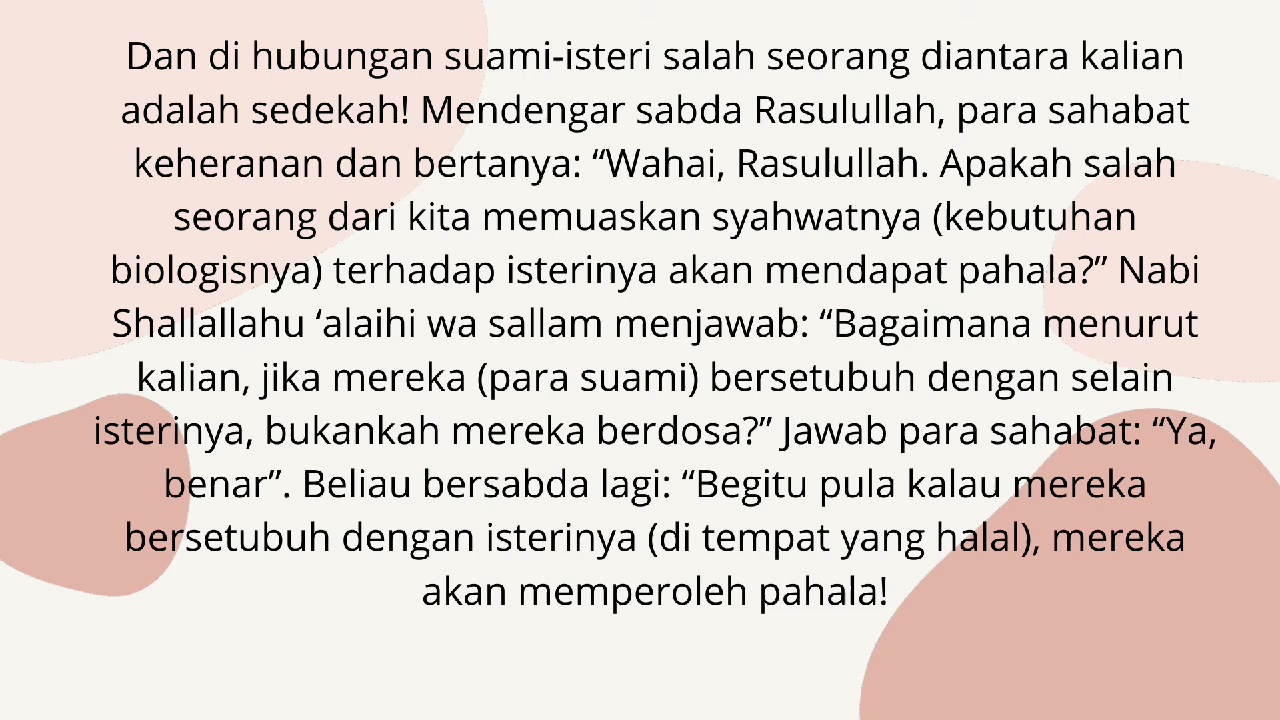 Dan di hubungan suami-isteri salah seorang diantara kalian
adalah sedekah! Mendengar sabda Rasulullah, para sahabat
keheranan dan bertanya: “Wahai, Rasulullah. Apakah salah
seorang dari kita memuaskan syahwatnya (kebutuhan
biologisnya) terhadap isterinya akan mendapat pahala?” Nabi
Shallallahu ‘alaihi wa sallam menjawab: “Bagaimana menurut
kalian, jika mereka (para suami) bersetubuh dengan selain
isterinya, bukankah mereka berdosa?” Jawab para sahabat: “Ya,
benar”. Beliau bersabda lagi: “Begitu pula kalau mereka
bersetubuh dengan isterinya (di tempat yang halal), mereka
akan memperoleh pahala!